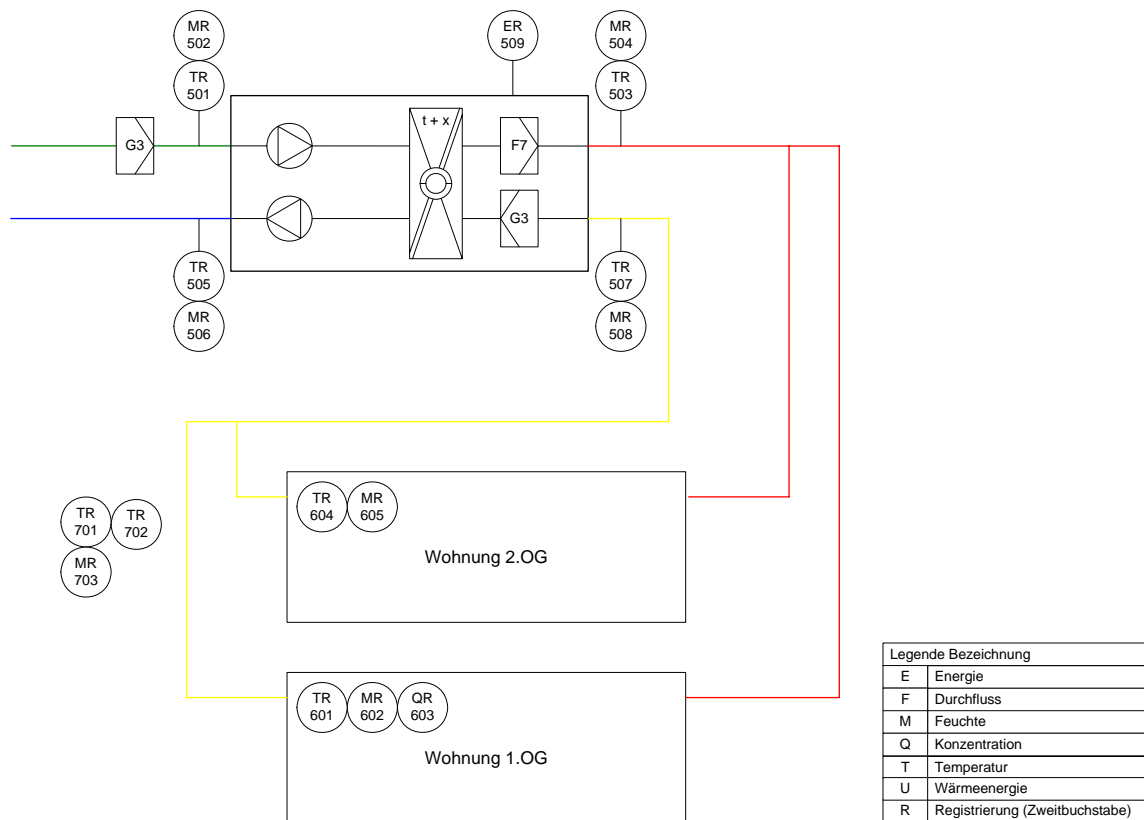 MR
502
TR
501
ER
509
MR
504
TR
503
G3
t + x
F7
G3
TR
505
MR
506
TR
507
MR
508
TR
604
MR
605
Wohnung 2.OG
TR
701
TR
702
MR
703
TR
601
MR
602
QR
603
Wohnung 1.OG
Legende Bezeichnung
E Energie
F Durchfluss
M Feuchte
Q Konzentration
T Temperatur
U Wärmeenergie
R Registrierung (Zweitbuchstabe)